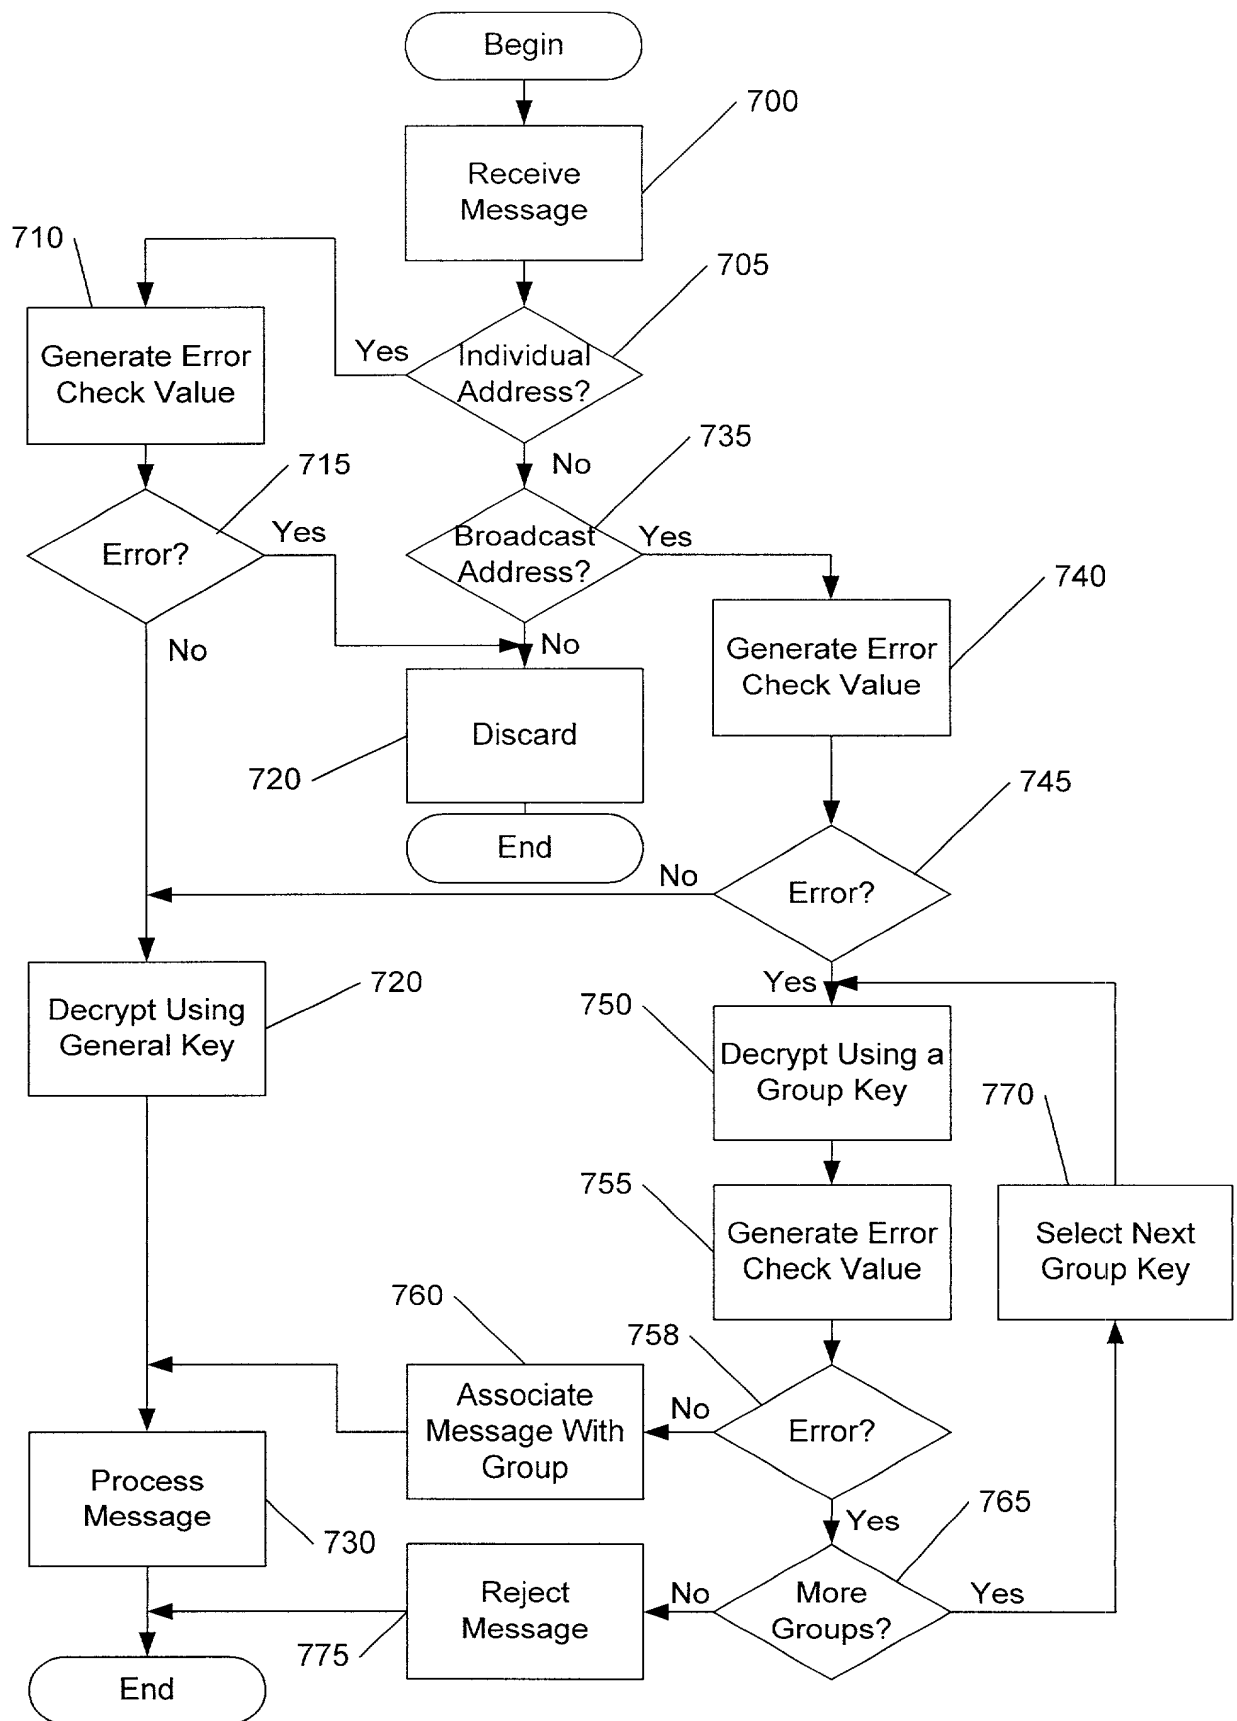 Begin
700
Receive
Message
710
705
Generate Error
Check Value
Yes
Individual
Address?
735
No
715
Error?
Yes
Broadcast
Address?
Yes
740
No
No
Generate Error
Check Value
Discard
720
745
End
No
Error?
720
Yes
Decrypt Using
General Key
750
Decrypt Using a
Group Key
770
755
Generate Error
Check Value
Select Next
Group Key
760
758
Associate
Message With
Group
No
Error?
Process
Message
730
765
Yes
Reject
Message
No
More
Groups?
Yes
775
End